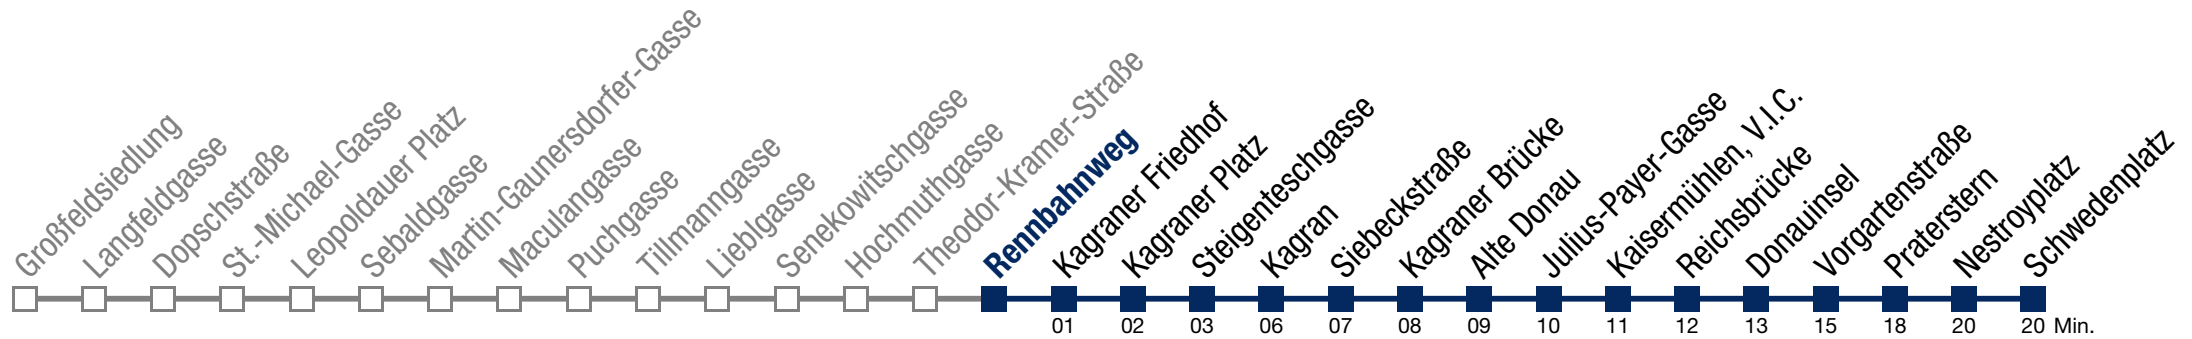 Großfeldsiedlung
Langfeldgasse
Dopschstraße
St.-Michael-Gasse
Leopoldauer Platz
Sebaldgasse
Martin-Gaunersdorfer-Gasse
Maculangasse
Puchgasse
Tillmanngasse
Lieblgasse
Senekowitschgasse
Hochmuthgasse
Theodor-Kramer-Straße
Rennbahnweg
Kagraner Friedhof
Kagraner Platz
Steigenteschgasse
Kagran
Siebeckstraße
Kagraner Brücke
Alte Donau
Julius-Payer-Gasse
Kaisermühlen, V.I.C.
Reichsbrücke
Donauinsel
Vorgartenstraße
Praterstern
Nestroyplatz
Schwedenplatz
01 02 03 06 07 08 09 10 11 12 13 15 18 20 20 Min.